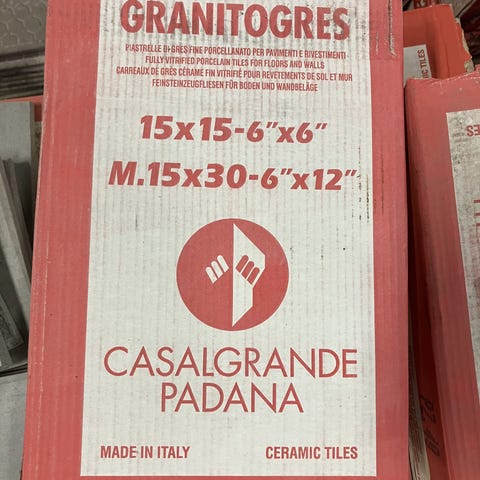 GRANITOGRES
PIASTRELLE DI GRES FINE PORCELLANATO PER PAVIMENTI E RIVESTIMENTI
FULLY VITRIFIED PORCELAIN TILES FOR FLOORS AND WALLS
CARREAUX DE GRÈS CÉRAME FIN VITRIFIÉ POUR REVETEMENTS DE SOL ET MUR
FEINSTEINZEUGFLIESEN FÜR BODEN UND WANDBELÄGE
15x15-6”x6”
M.15x30-6”x12”
CASALGRANDE
PADANA
MADE IN ITALY CERAMIC TILES
TILES